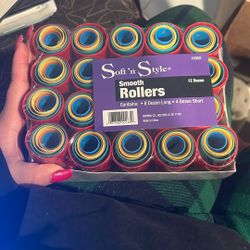 Soft 'n Style®
12 Dozen
Smooth
Rollers
Contains: • 8 Dozen Long • 4 Dozen Short